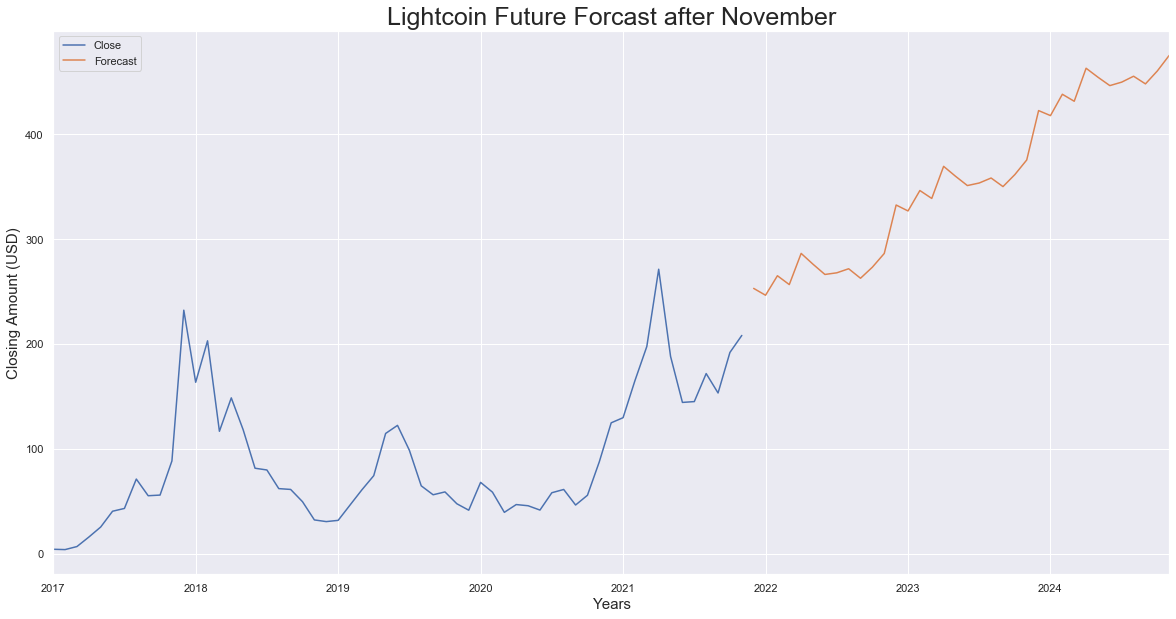 Lightcoin Future Forcast after November
Close
Forecast
400
300
200
100
0
Closing Amount (USD)
2017
2018
2019
2020
2021
2022
2023
2024
Years